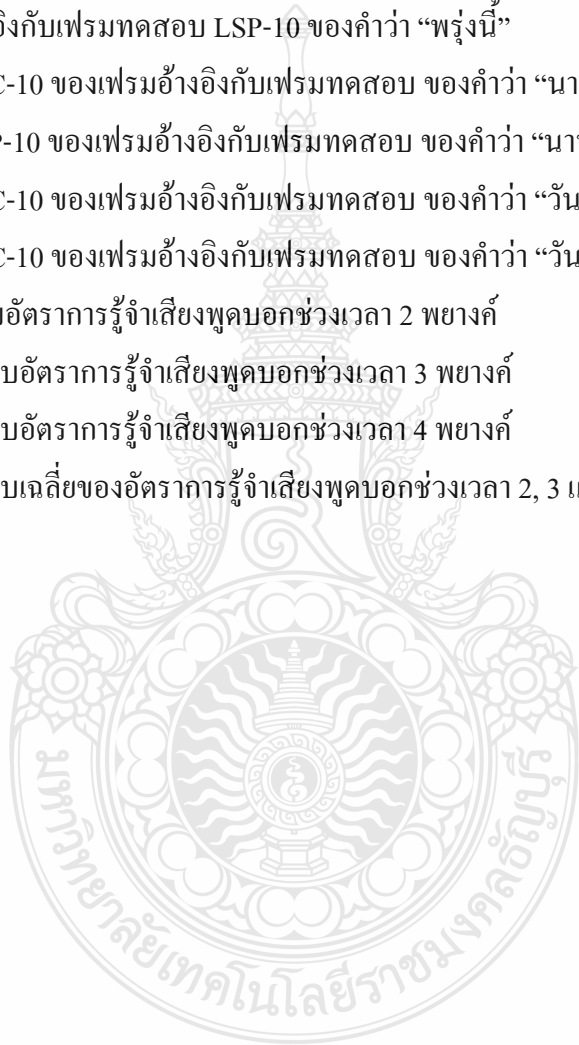 อิงกับเฟรมทดสอบ LSP-10 ของคำว่า “พรุ่งนี้”
C-10 ของเฟรมอ้างอิงกับเฟรมทดสอบ ของคำว่า “นา
P-10 ของเฟรมอ้างอิงกับเฟรมทดสอบ ของคำว่า “นา
C-10 ของเฟรมอ้างอิงกับเฟรมทดสอบ ของคำว่า “วัน
C-10 ของเฟรมอ้างอิงกับเฟรมทดสอบ ของคำว่า “วัน
อัตราการรู้จำเสียงพูดบอกช่วงเวลา 2 พยางค์
บอัตราการรู้จำเสียงพูดบอกช่วงเวลา 3 พยางค์
บอัตราการรู้จำเสียงพูดบอกช่วงเวลา 4 พยางค์
บเฉลี่ยของอัตราการรู้จำเสียงพูดบอกช่วงเวลา 2, 3 แ
มหาวิทยาลัยเทคโนโลยีราชมงคลธัญบุรี